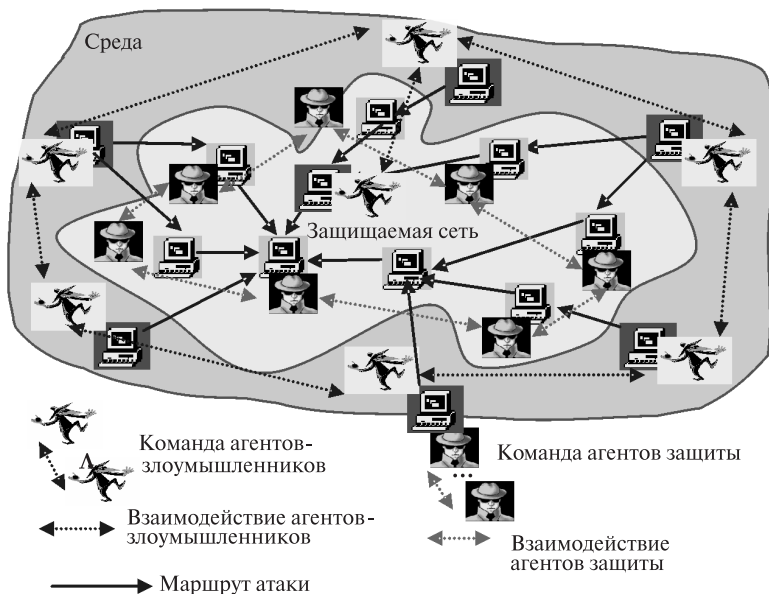 Среда
Защищаемая сеть
Команда агентов-
злоумышленников
Взаимодействие агентов-
злоумышленников
Маршрут атаки
Команда агентов защиты
...
Взаимодействие
агентов защиты